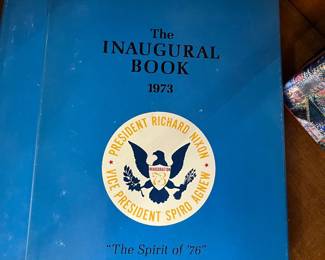 The
INAUGURAL
BOOK
1973
PRESIDENT RICHARD NIXON
VICE PRESIDENT SPIRO AGNEW
"The Spirit of '76"